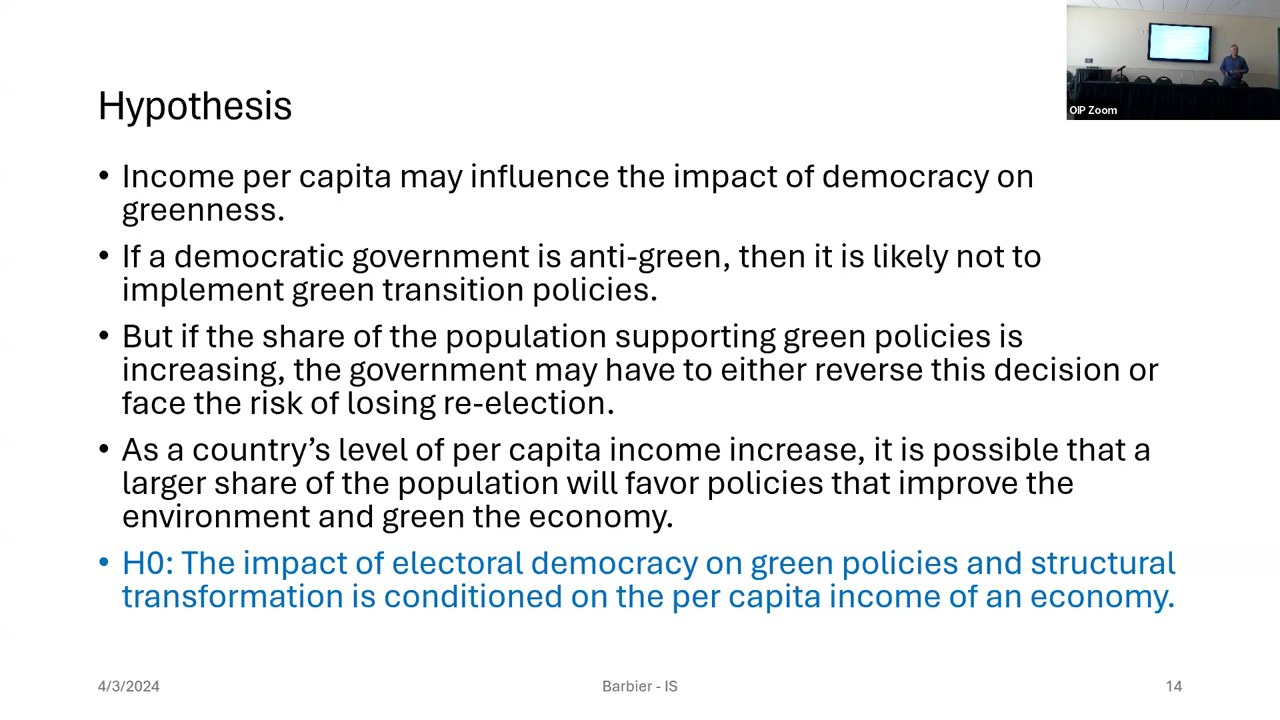 OIP Zoom
Hypothesis
• Income per capita may influence the impact of democracy on
greenness.
• If a democratic government is anti-green, then it is likely not to
implement green transition policies.
• But if the share of the population supporting green policies is
increasing, the government may have to either reverse this decision or
face the risk of losing re-election.
• As a country’s level of per capita income increase, it is possible that a
larger share of the population will favor policies that improve the
environment and green the economy.
• H0: The impact of electoral democracy on green policies and structural
transformation is conditioned on the per capita income of an economy.
4/3/2024
Barbier - IS
14